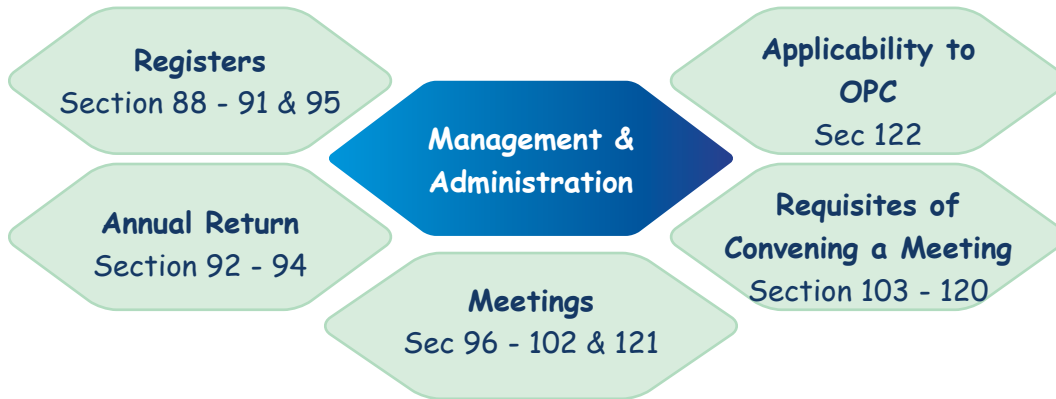 Registers
Section 88 - 91 & 95
Applicability to
OPC
Sec 122
Management &
Administration
Annual Return
Section 92 - 94
Requisites of
Convening a Meeting
Section 103 - 120
Meetings
Sec 96 - 102 & 121